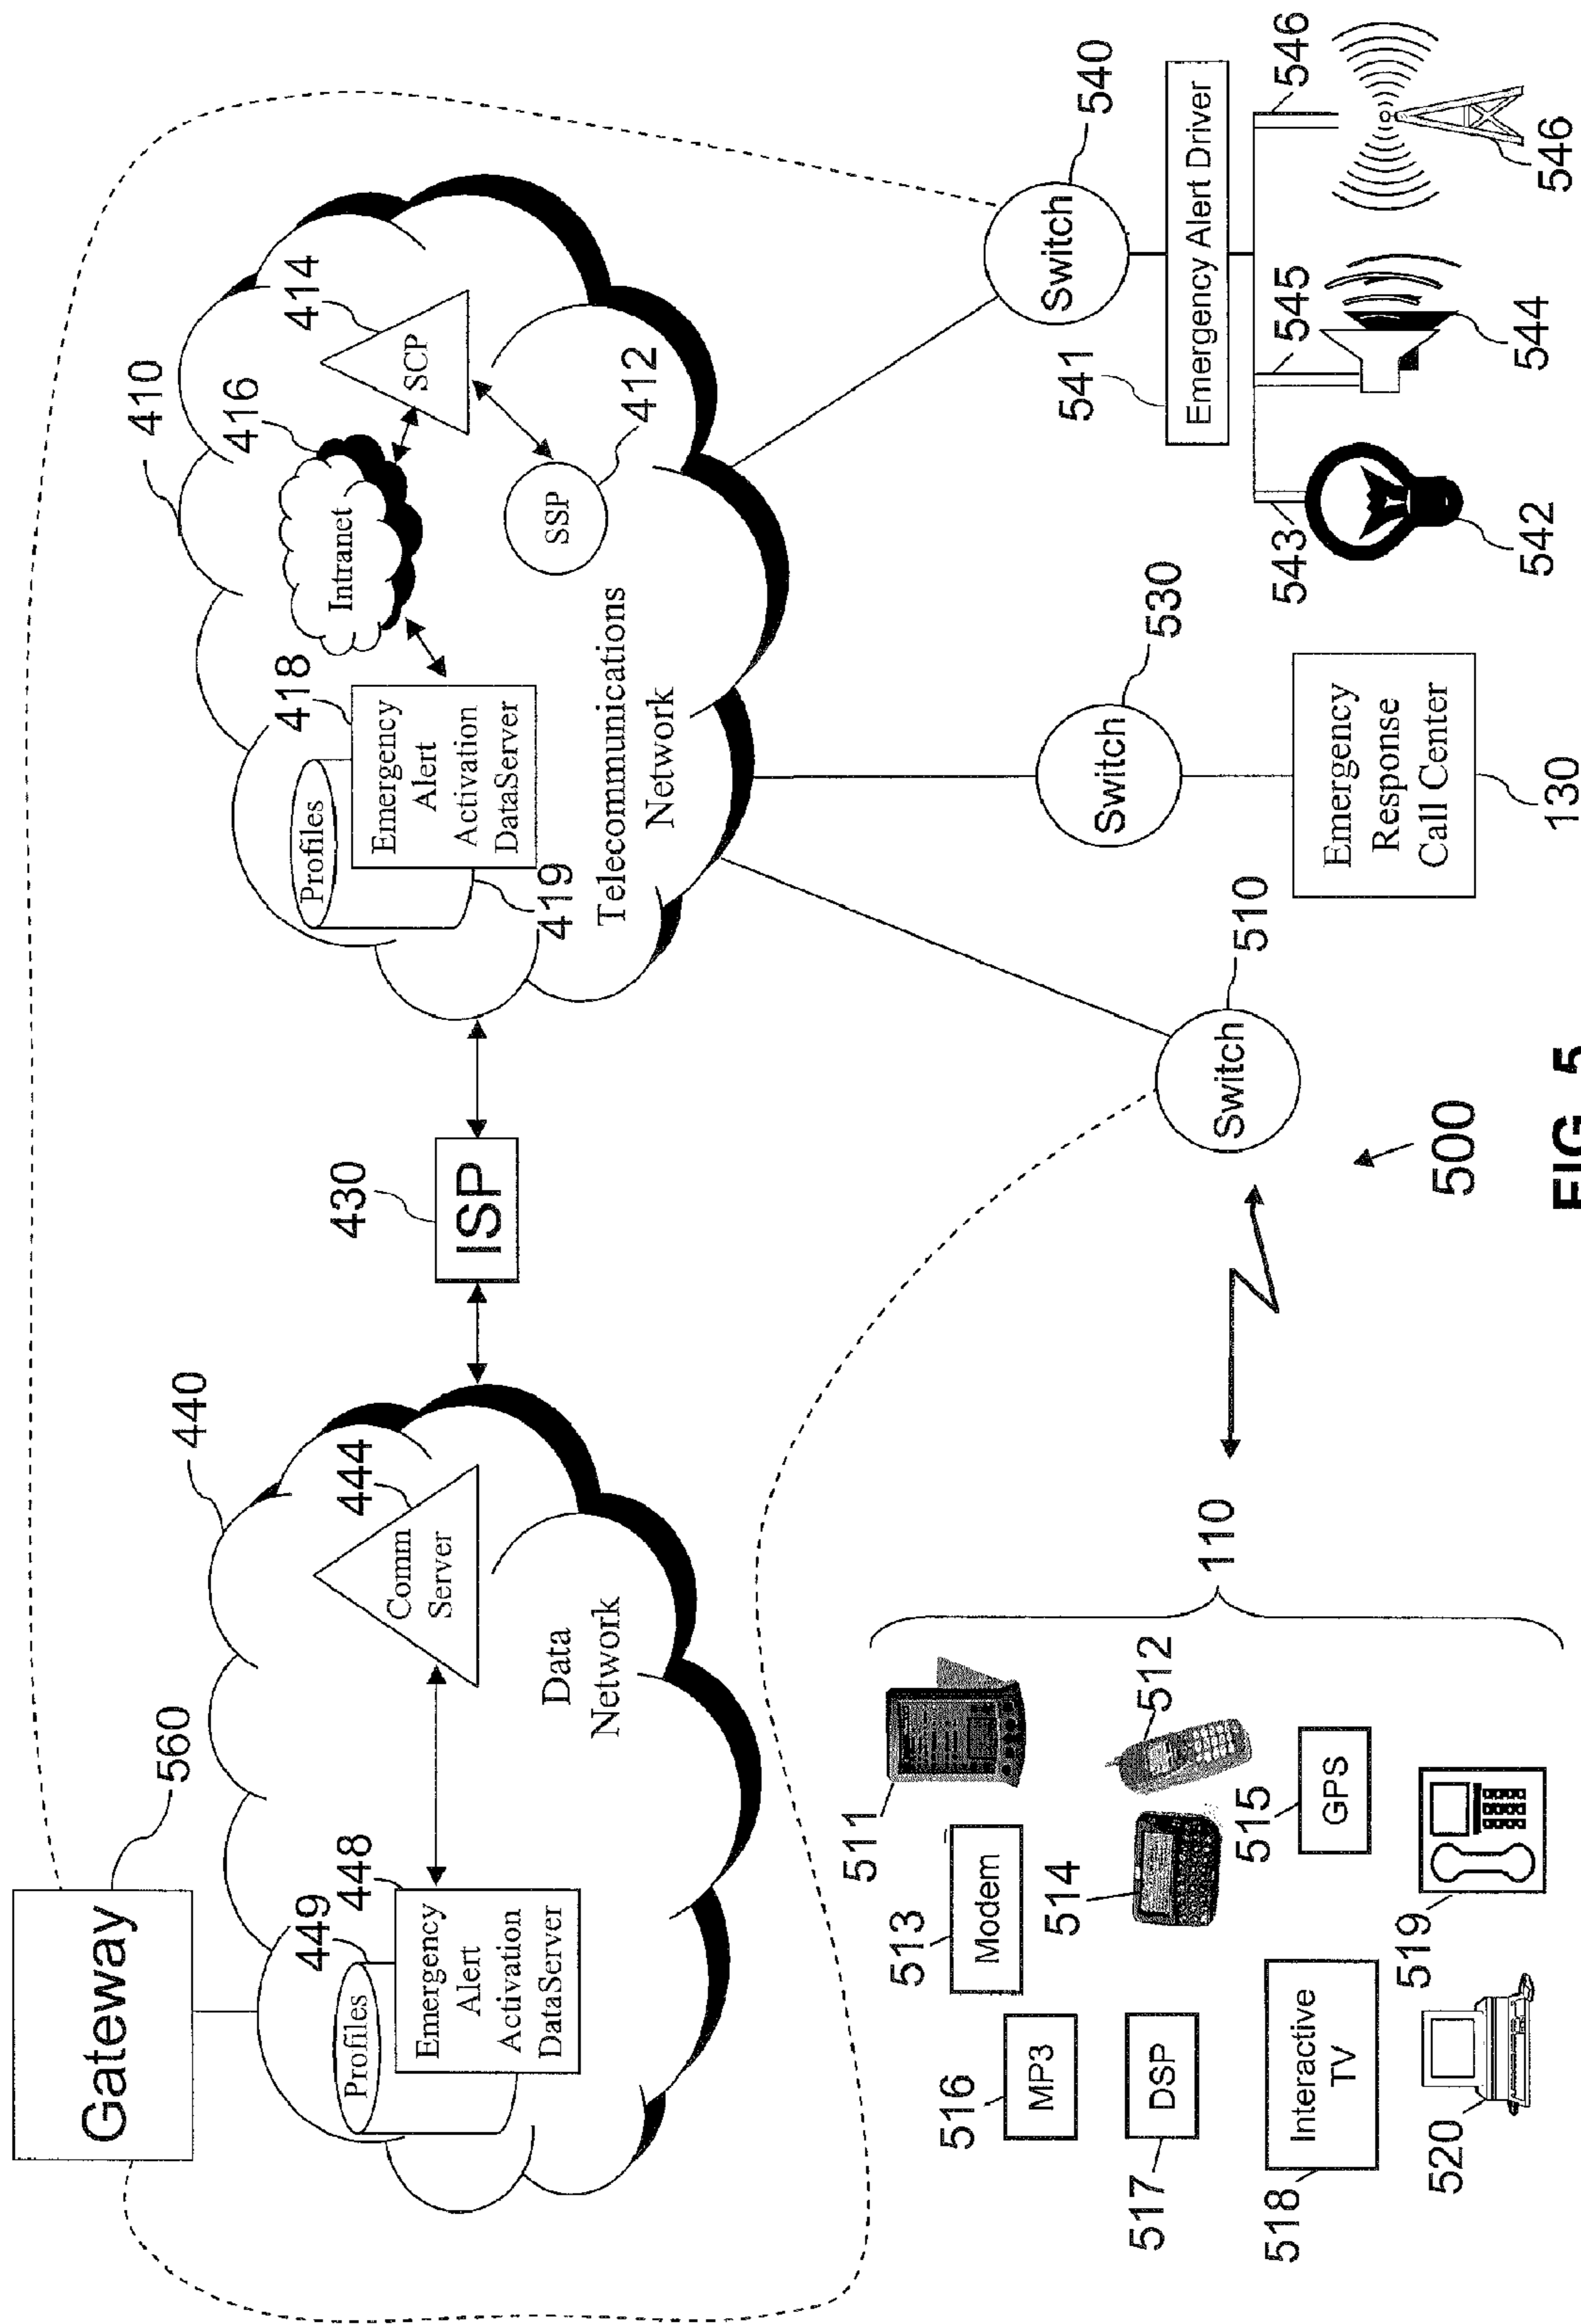 Gateway
560
440
Profiles
449
448
Emergency
Alert
Activation
DataServer
444
Comm
Server
Data
Network
430
ISP
410
416
414
Intranet
SCP
418
Profiles
Emergency
Alert
Activation
DataServer
419
SSP
412
Telecommunications
Network
511
513
Modem
512
514
515
GPS
516
MP3
517
DSP
518
Interactive
TV
519
520
110
Switch
510
500
Switch
530
Emergency
Response
Call Center
130
Switch
540
541
Emergency Alert Driver
543
545
546
542
544
546
FIG. 5